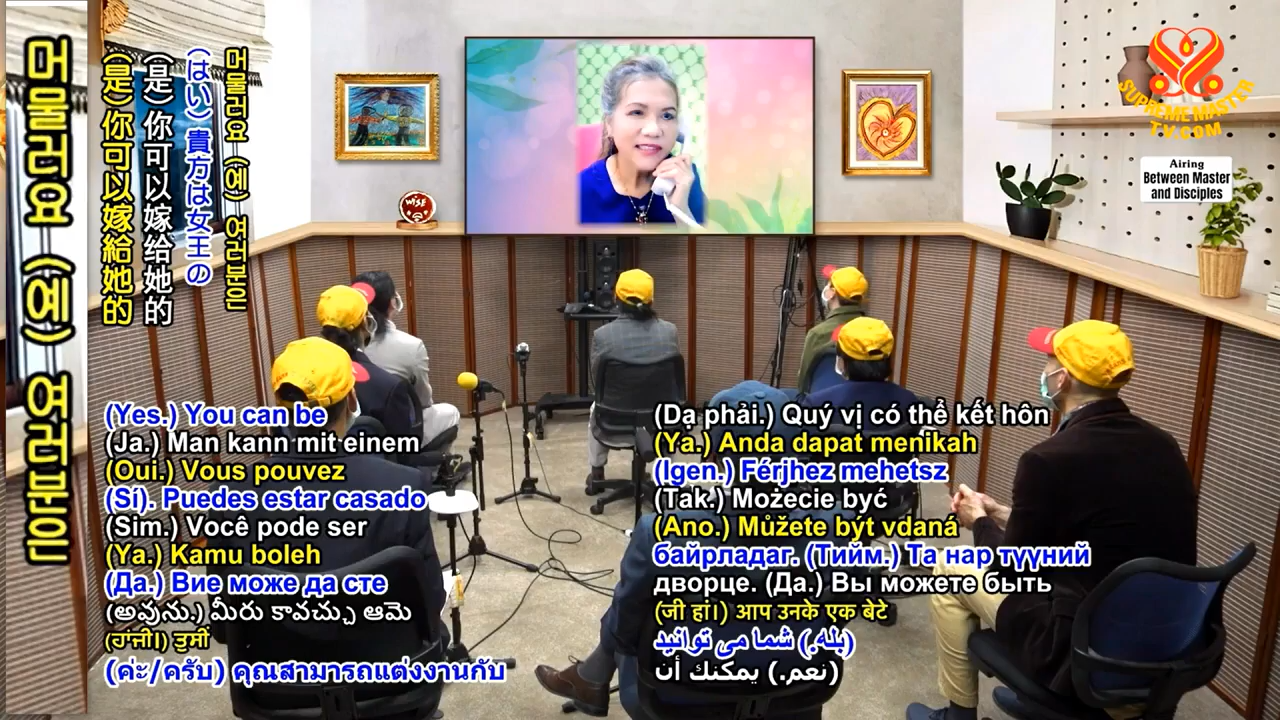 머물러요 (예)
(是) 你可以嫁給她的
(是) 你可以嫁给她的
(はい) 貴方は女王の
머물러요 (예) 여러분은
WISE
SUPREME MASTER
TV.COM
Airing
Between Master
and Disciples
(Yes.) You can be
(Ja.) Man kann mit einem
(Oui.) Vous pouvez
(Sí). Puedes estar casado
(Sim.) Você pode ser
(Ya.) Kamu boleh
(Да.) Вие може да сте
(అవును.) మీరు కావచ్చు ఆమె
(ਹਾਂਜੀ।) ਤੁਸੀਂ
(ค่ะ/ครับ) คุณสามารถแต่งงานกับ
(Dạ phải.) Quý vị có thể kết hôn
(Ya.) Anda dapat menikah
(Igen.) Férjhez mehetsz
(Tak.) Możecie być
(Ano.) Můžete být vdaná
байрладаг. (Тийм.) Та нар түүний
дворце. (Да.) Вы можете быть
(जी हां।) आप उनके एक बेटे
(بله.) شما می توانید
(نعم.) يمكنك أن